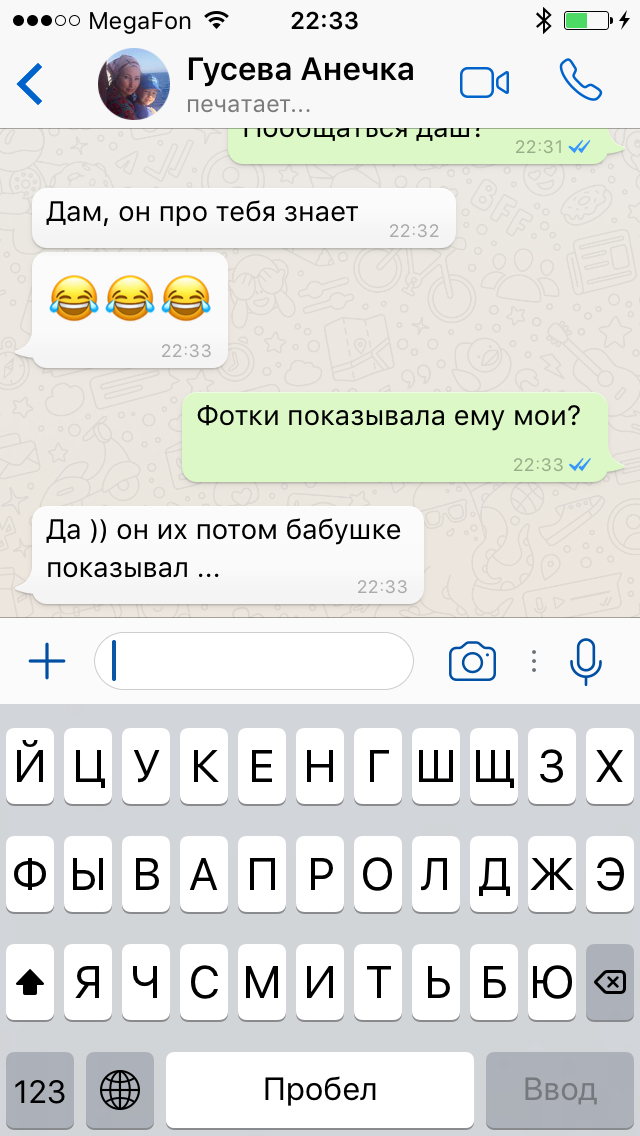 MegaFon 22:33
Гусева Анечка
печатает...
Пообщаться даш?
22:31
Дам, он про тебя знает
22:32
22:33
Фотки показывала ему мои?
22:33
Да )) он их потом бабушке
показывал ...
22:33
Й Ц У К Е Н Г Ш Щ З Х
Ф Ы В А П Р О Л Д Ж Э
Я Ч С М И Т Ь Б Ю
123 Пробел Ввод